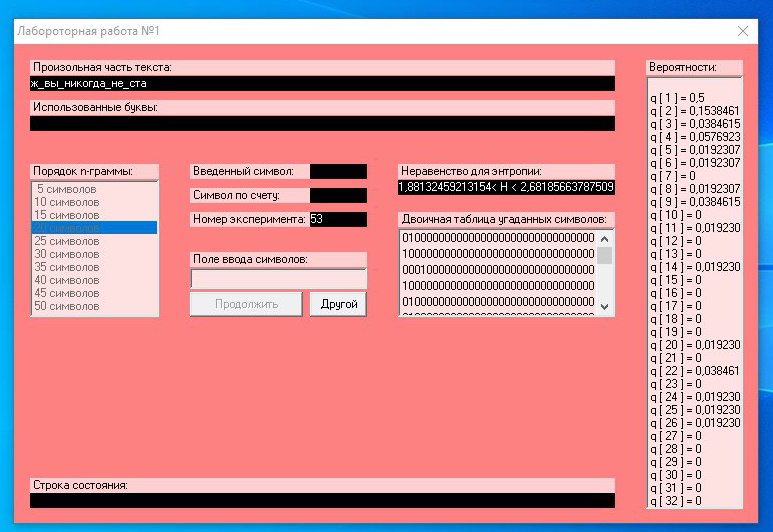 Лабороторная работа №1
Произольная часть текста:
ж_вы_никогда_не_ста
Использованные буквы:
Порядок n-граммы:
5 символов
10 символов
15 символов
20 символов
25 символов
30 символов
35 символов
40 символов
45 символов
50 символов
Введенный символ:
Символ по счету:
Номер эксперимента: 53
Поле ввода символов:
Продолжить
Другой
Неравенство для энтропии:
1,88132459213154< H < 2,68185663787509
Двоичная таблица угаданных символов:
01000000000000000000000000000000
10000000000000000000000000000000
00010000000000000000000000000000
10000000000000000000000000000000
01000000000000000000000000000000
Вероятности:
q [ 1 ] = 0,5
q [ 2 ] = 0,1538461
q [ 3 ] = 0,0384615
q [ 4 ] = 0,0576923
q [ 5 ] = 0,0192307
q [ 6 ] = 0,0192307
q [ 7 ] = 0
q [ 8 ] = 0,0192307
q [ 9 ] = 0,0384615
q [ 10 ] = 0
q [ 11 ] = 0,019230
q [ 12 ] = 0
q [ 13 ] = 0
q [ 14 ] = 0,019230
q [ 15 ] = 0
q [ 16 ] = 0
q [ 17 ] = 0
q [ 18 ] = 0
q [ 19 ] = 0
q [ 20 ] = 0,019230
q [ 21 ] = 0
q [ 22 ] = 0,038461
q [ 23 ] = 0
q [ 24 ] = 0,019230
q [ 25 ] = 0,019230
q [ 26 ] = 0,019230
q [ 27 ] = 0
q [ 28 ] = 0
q [ 29 ] = 0
q [ 30 ] = 0
q [ 31 ] = 0
q [ 32 ] = 0
Строка состояния: